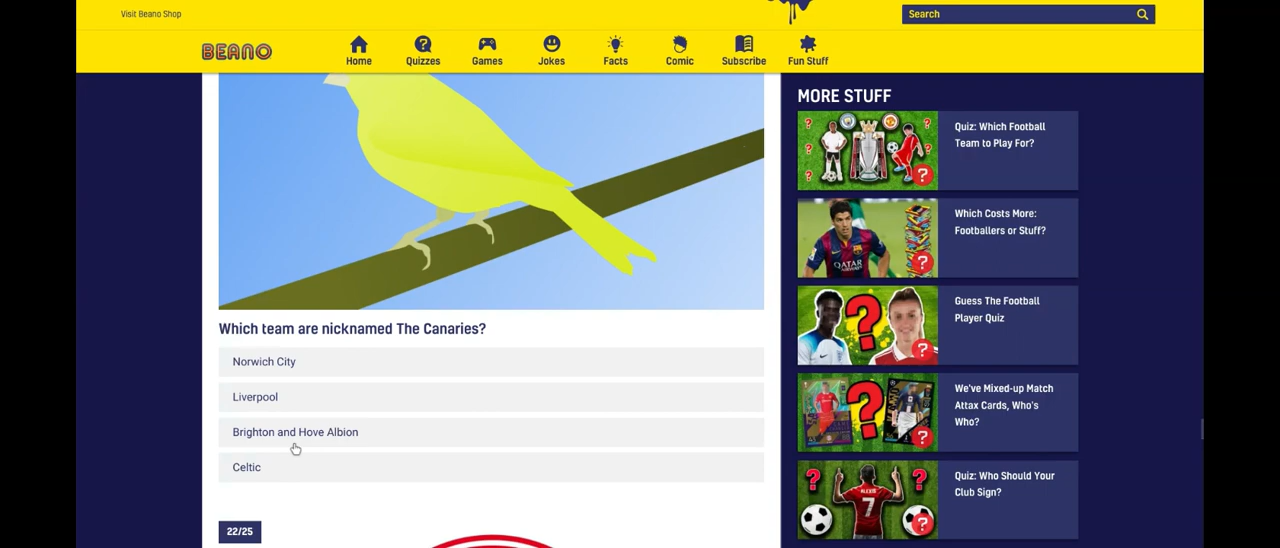 Visit Beano Shop
Search
BEANO
Home
Quizzes
Games
Jokes
Facts
Comic
Subscribe
Fun Stuff
Which team are nicknamed The Canaries?
Norwich City
Liverpool
Brighton and Hove Albion
Celtic
22/25
MORE STUFF
Quiz: Which Football
Team to Play For?
Which Costs More:
Footballers or Stuff?
QATAR
Guess The Football
Player Quiz
We've Mixed-up Match
Attax Cards, Who's
Who?
Quiz: Who Should Your
Club Sign?
ALEXIS
7